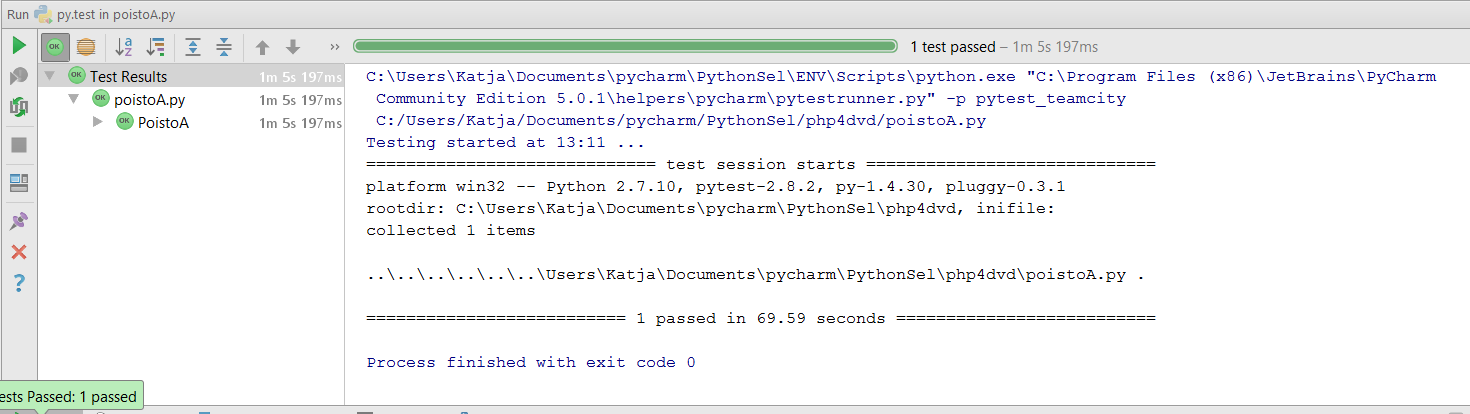 Run py.test in poistoA.py
OK
1 test passed – 1m 5s 197ms
OK Test Results 1m 5s 197ms
OK poistoA.py 1m 5s 197ms
OK PoistoA 1m 5s 197ms
C:\Users\Katja\Documents\pycharm\PythonSel\ENV\Scripts\python.exe "C:\Program Files (x86)\JetBrains\PyCharm
Community Edition 5.0.1\helpers\pycharm\pytestrunner.py" -p pytest_teamcity
C:/Users/Katja/Documents/pycharm/PythonSel/php4dvd/poistoA.py
Testing started at 13:11 ...
============================= test session starts =============================
platform win32 -- Python 2.7.10, pytest-2.8.2, py-1.4.30, pluggy-0.3.1
rootdir: C:\Users\Katja\Documents\pycharm\PythonSel\php4dvd, inifile:
collected 1 items
..\..\..\..\..\..\Users\Katja\Documents\pycharm\PythonSel\php4dvd\poistoA.py .
========================== 1 passed in 69.59 seconds ==========================
Process finished with exit code 0
ests Passed: 1 passed